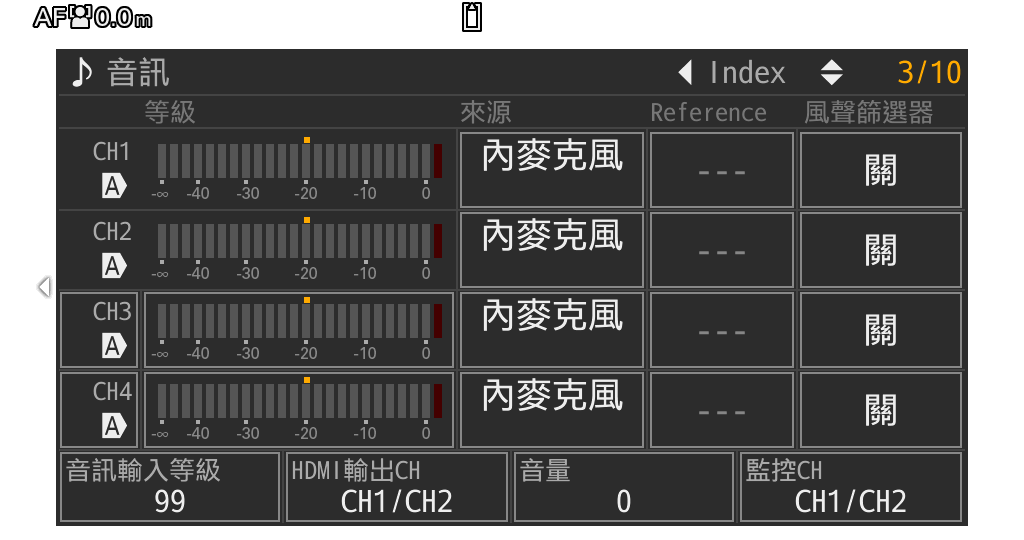 AF 0.0m
音訊 Index 3/10
等級 來源 Reference 風聲篩選器
CH1 內麥克風 --- 關
A -∞ -40 -30 -20 -10 0
CH2 內麥克風 --- 關
A -∞ -40 -30 -20 -10 0
CH3 內麥克風 --- 關
A -∞ -40 -30 -20 -10 0
CH4 內麥克風 --- 關
A -∞ -40 -30 -20 -10 0
音訊輸入等級 HDMI輸出CH 音量 監控CH
99 CH1/CH2 0 CH1/CH2